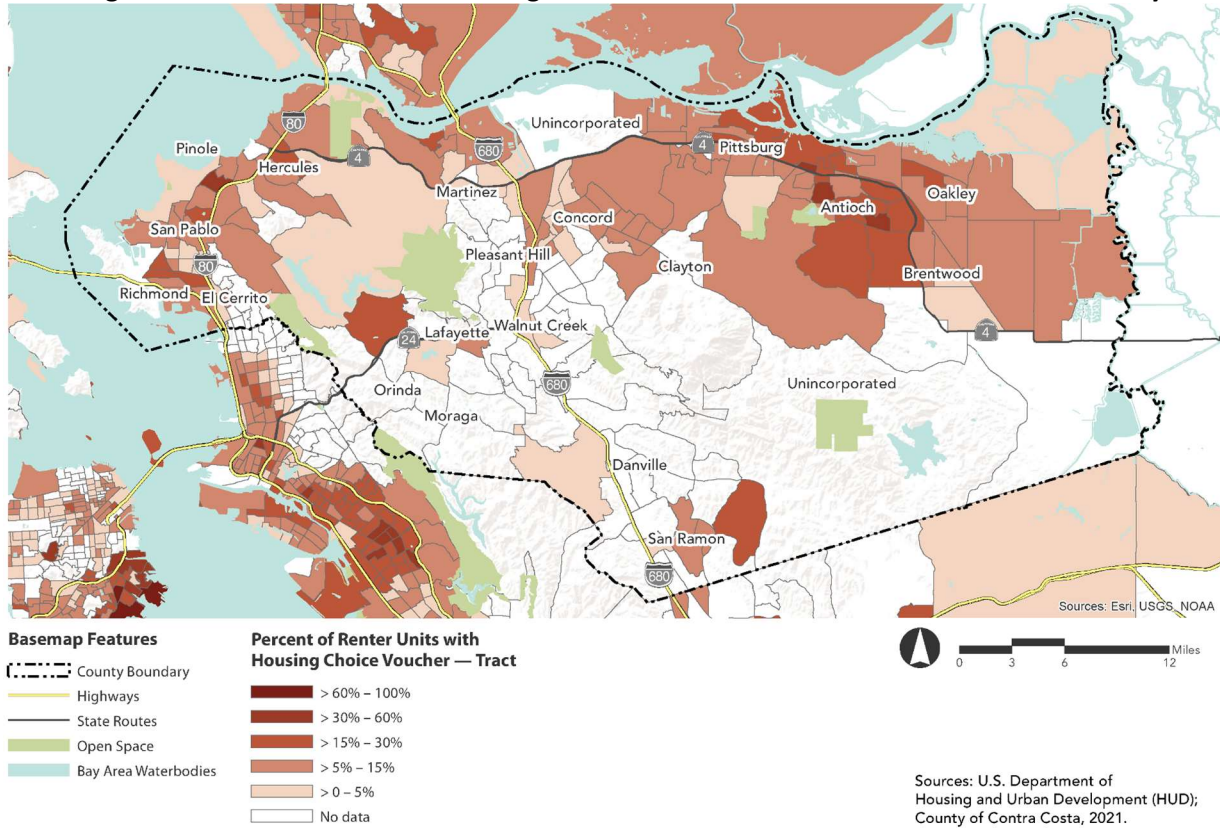 80
Unincorporated
4
Pittsburg
Pinole
680
Hercules
4
Martinez
Oakley
Antioch
Concord
San Pablo
Pleasant Hill
80
Clayton
Brentwood
Richmond
El Cerrito
Lafayette
Walnut Creek
4
24
Orinda
680
Unincorporated
Moraga
Danville
San Ramon
680
Sources: Esri, USGS, NOAA
Basemap Features
County Boundary
Highways
State Routes
Open Space
Bay Area Waterbodies
Percent of Renter Units with
Housing Choice Voucher — Tract
> 60% – 100%
> 30% – 60%
> 15% – 30%
> 5% – 15%
> 0 – 5%
No data
0 3 6 12 Miles
Sources: U.S. Department of
Housing and Urban Development (HUD);
County of Contra Costa, 2021.